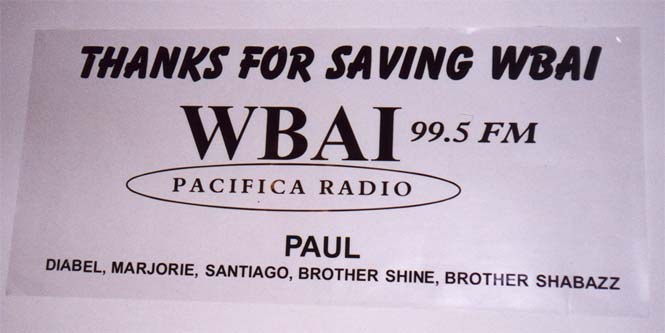 THANKS FOR SAVING WBAI
WBAI 99.5 FM
PACIFICA RADIO
PAUL
DIABEL, MARJORIE, SANTIAGO, BROTHER SHINE, BROTHER SHABAZZ